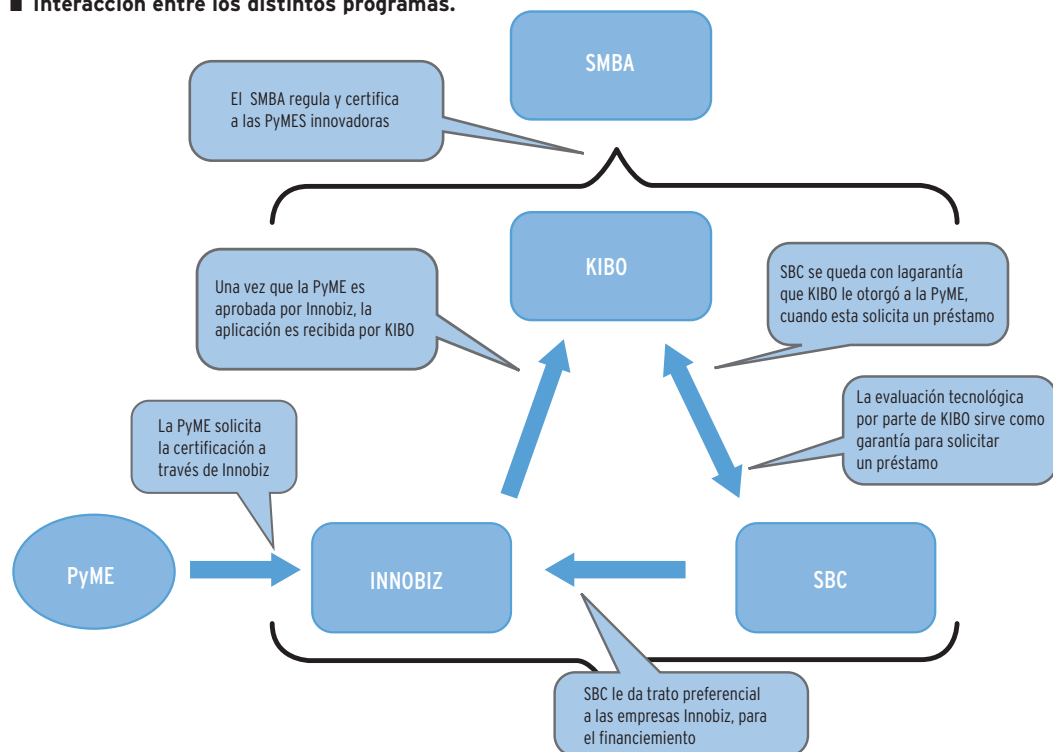 ■ Interacción entre los distintos programas.
SMBA
El SMBA regula y certifica
a las PyMES innovadoras
KIBO
Una vez que la PyME es
aprobada por Innobiz, la
aplicación es recibida por KIBO
SBC se queda con lagarantía
que KIBO le otorgó a la PyME,
cuando esta solicita un préstamo
La evaluación tecnológica
por parte de KIBO sirve como
garantía para solicitar
un préstamo
La PyME solicita
la certificación a
través de Innobiz
PyME
INNOBIZ
SBC
SBC le da trato preferencial
a las empresas Innobiz, para
el financiemiento